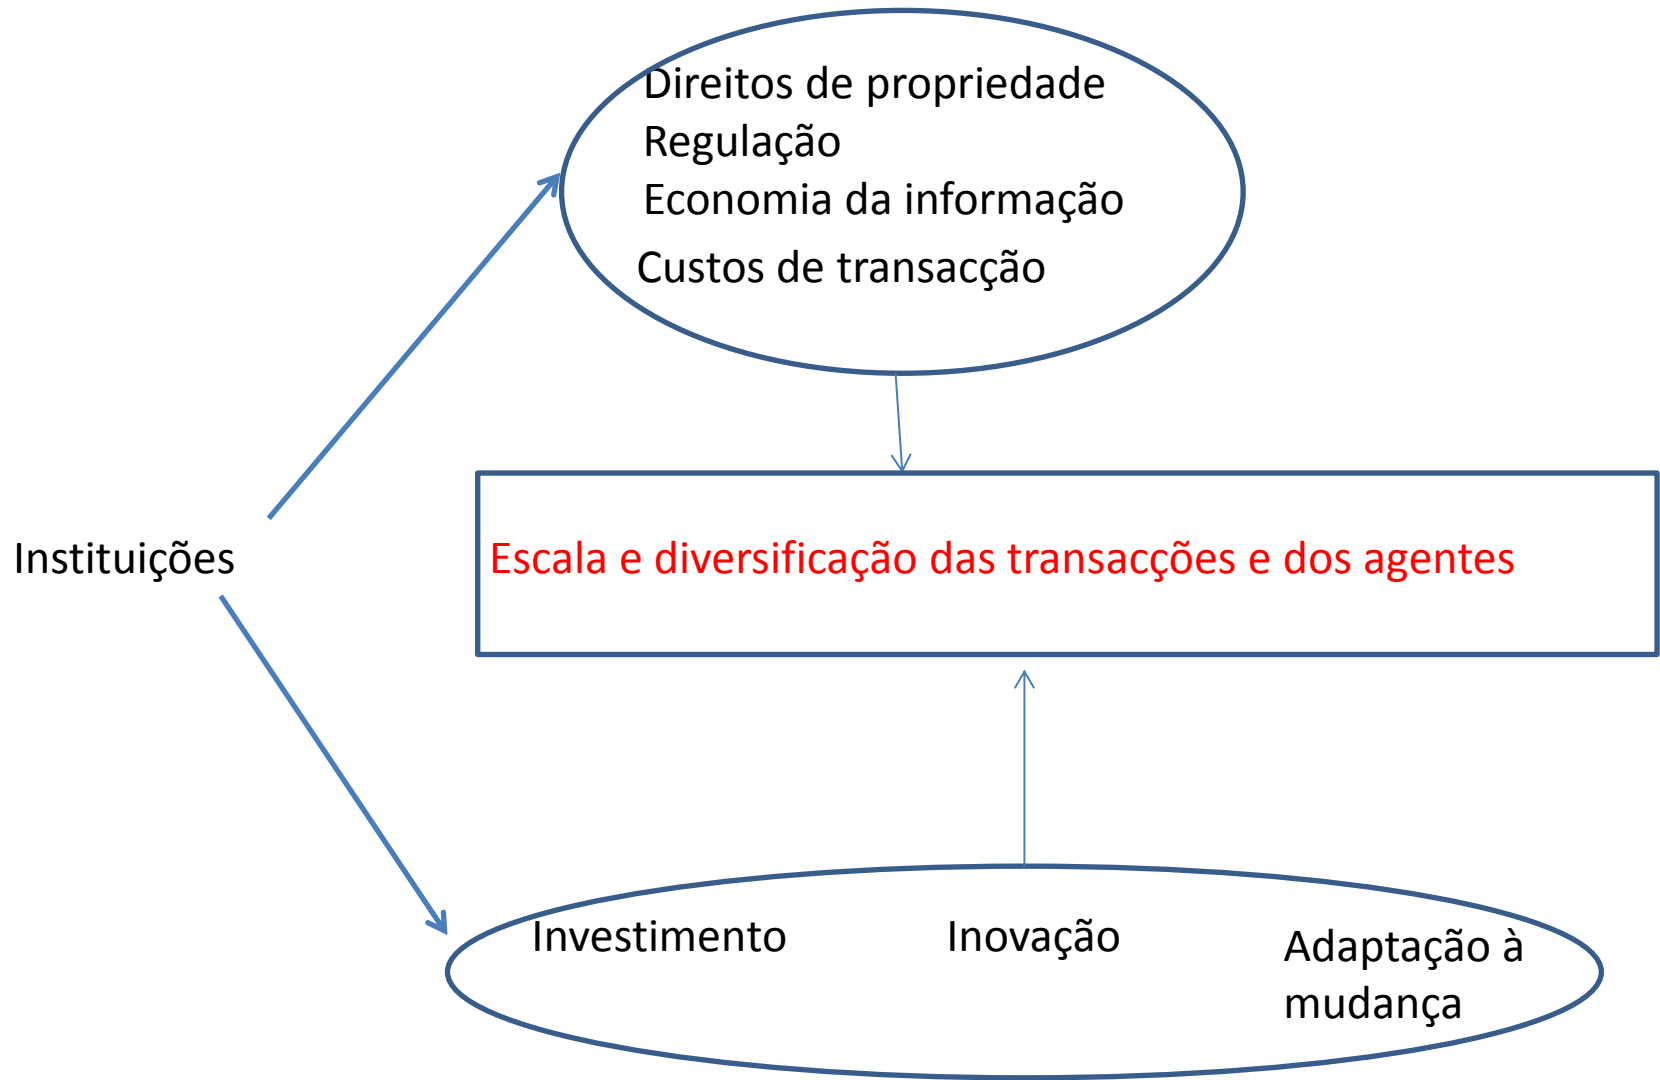 Direitos de propriedade
Regulação
Economia da informação
Custos de transacção
Instituições
Escala e diversificação das transacções e dos agentes
Investimento
Inovação
Adaptação à
mudança